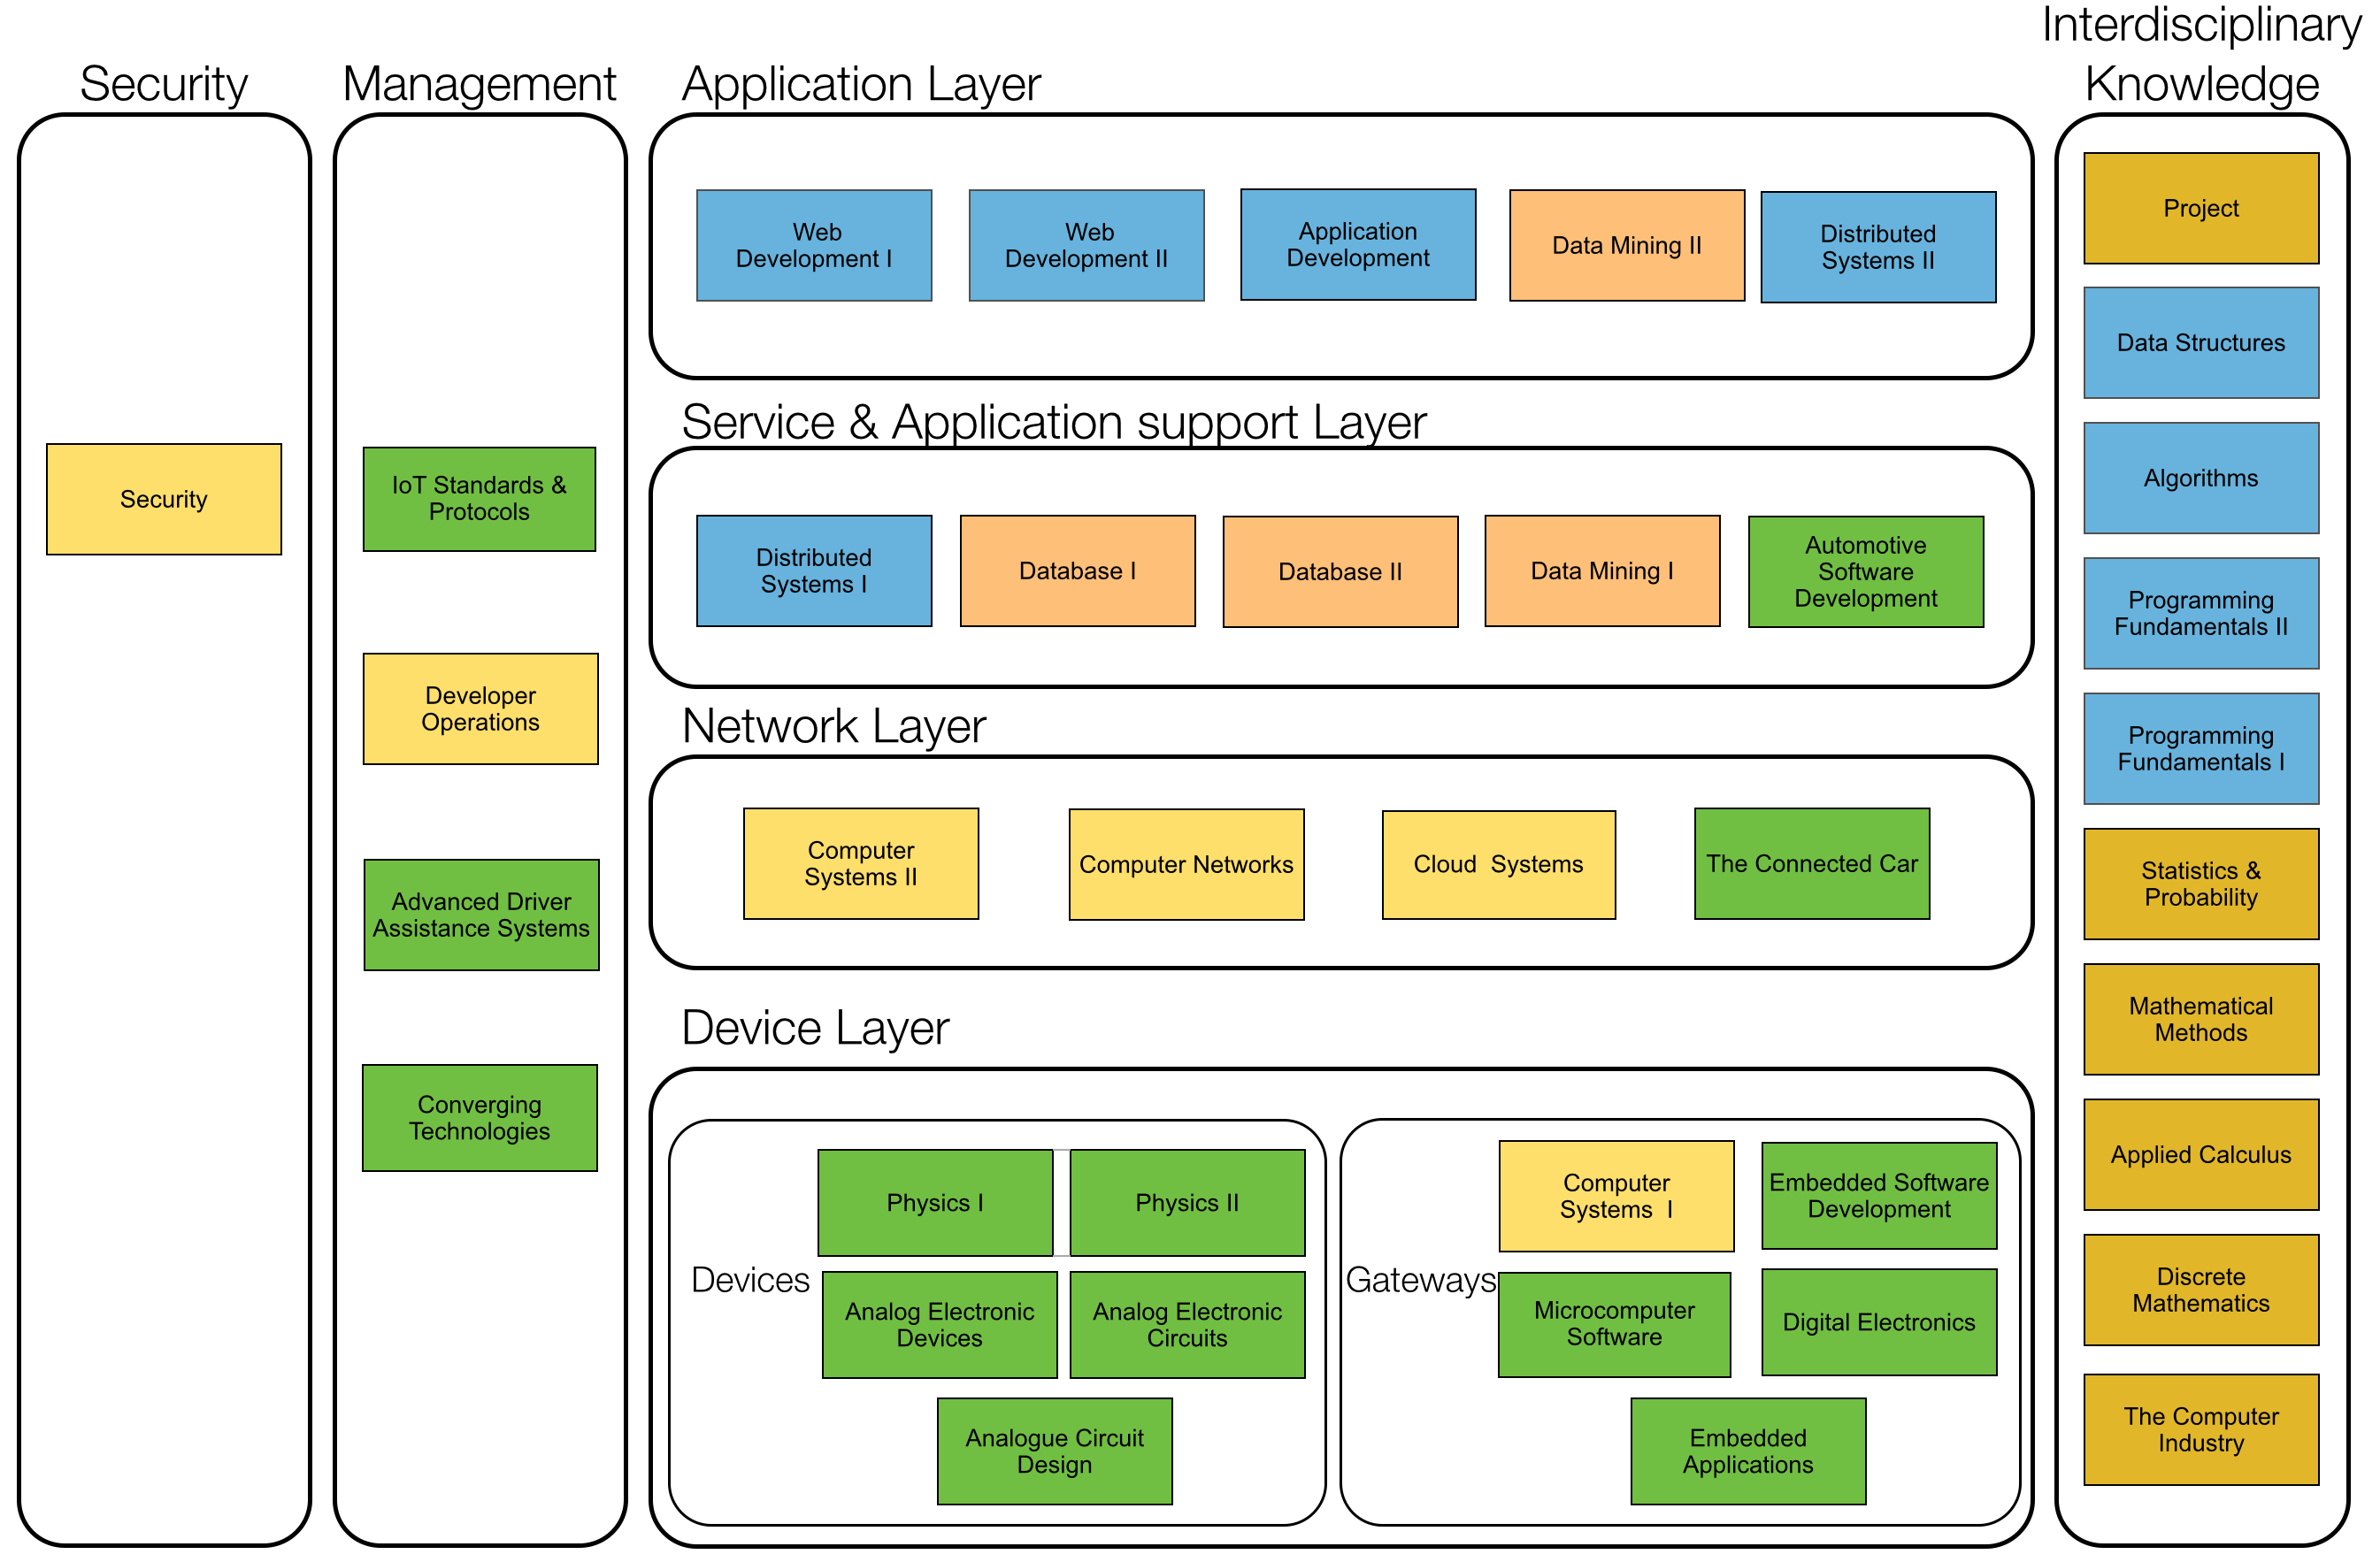 Security
Security
Management
IoT Standards &
Protocols
Developer
Operations
Advanced Driver
Assistance Systems
Converging
Technologies
Application Layer
Web
Development I
Web
Development II
Application
Development
Data Mining II
Distributed
Systems II
Service & Application support Layer
Distributed
Systems I
Database I
Database II
Data Mining I
Automotive
Software
Development
Network Layer
Computer
Systems II
Computer Networks
Cloud  Systems
The Connected Car
Device Layer
Devices
Physics I
Physics II
Analog Electronic
Devices
Analog Electronic
Circuits
Analogue Circuit
Design
Gateways
Computer
Systems  I
Embedded Software
Development
Microcomputer
Software
Digital Electronics
Embedded
Applications
Interdisciplinary
Knowledge
Project
Data Structures
Algorithms
Programming
Fundamentals II
Programming
Fundamentals I
Statistics &
Probability
Mathematical
Methods
Applied Calculus
Discrete
Mathematics
The Computer
Industry